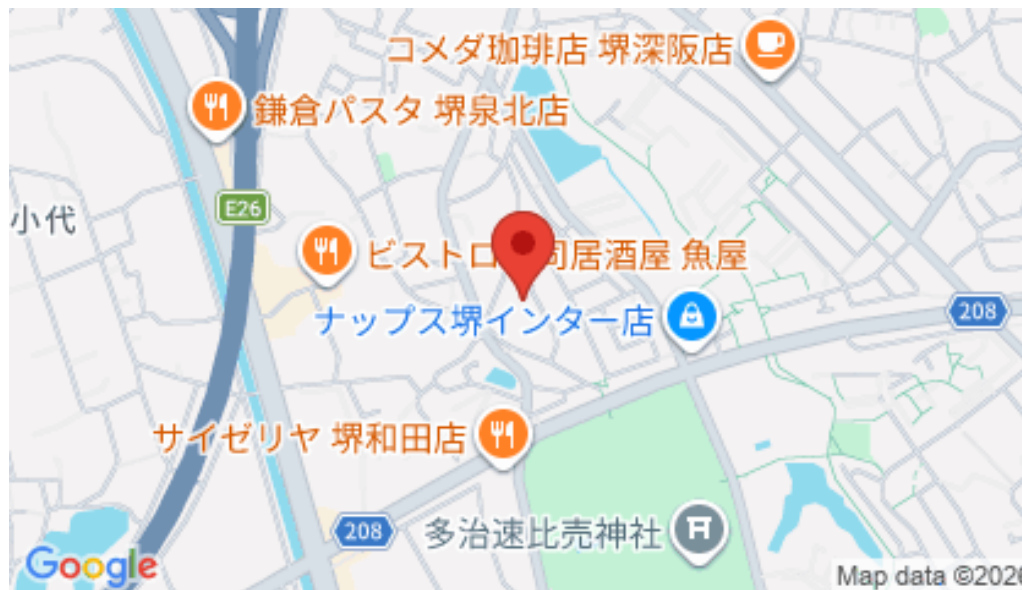 コメダ珈琲店 堺深阪店
鎌倉パスタ 堺泉北店
E26
小代
ビストロ 居酒屋 魚屋
ナップス堺インター店
208
サイゼリヤ 堺和田店
208
多治速比売神社
Google
Map data ©2026